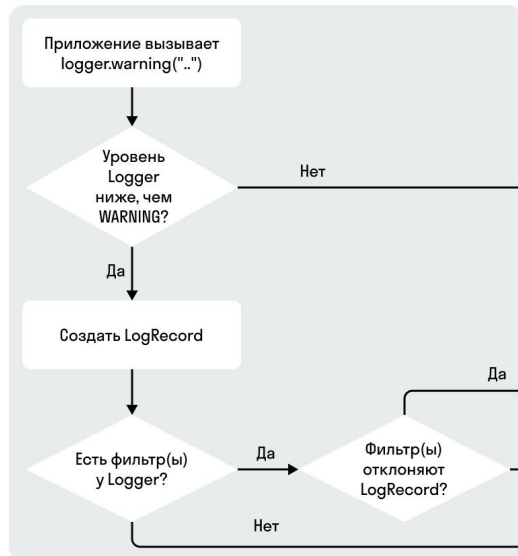 Приложение вызывает
logger.warning("..")
Уровень
Logger
ниже, чем
WARNING?
Нет
Да
Создать LogRecord
Есть фильтр(ы)
у Logger?
Да
Фильтр(ы)
отклоняют
LogRecord?
Да
Нет